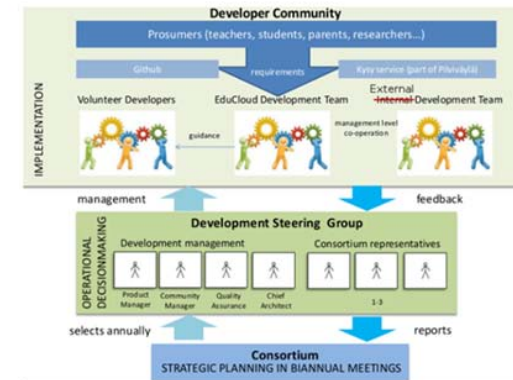 Developer Community
Prosumers (teachers, students, parents, researchers…)
Github
requirements
Kysy service (part of Pilviväylä)
External
Volunteer Developers
EduCloud Development Team
Internal Development Team
guidance
management level
co-operation
IMPLEMENTATION
management
feedback
Development Steering Group
Development management
Consortium representatives
Product
Manager
Community
Manager
Quality
Assurance
Chief
Architect
1-3
OPERATIONAL
DECISIONMAKING
selects annually
reports
Consortium
STRATEGIC PLANNING IN BIANNUAL MEETINGS